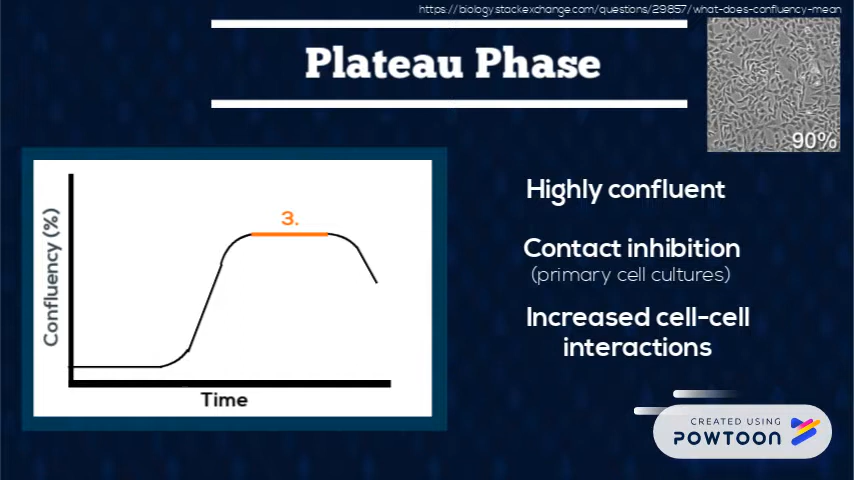 https://biology.stackexchange.com/questions/29857/what-does-confluency-mean
Plateau Phase
90%
Highly confluent
Contact inhibition
(primary cell cultures)
Increased cell-cell
interactions
3.
Confluency (%)
Time
CREATED USING
POWTOON